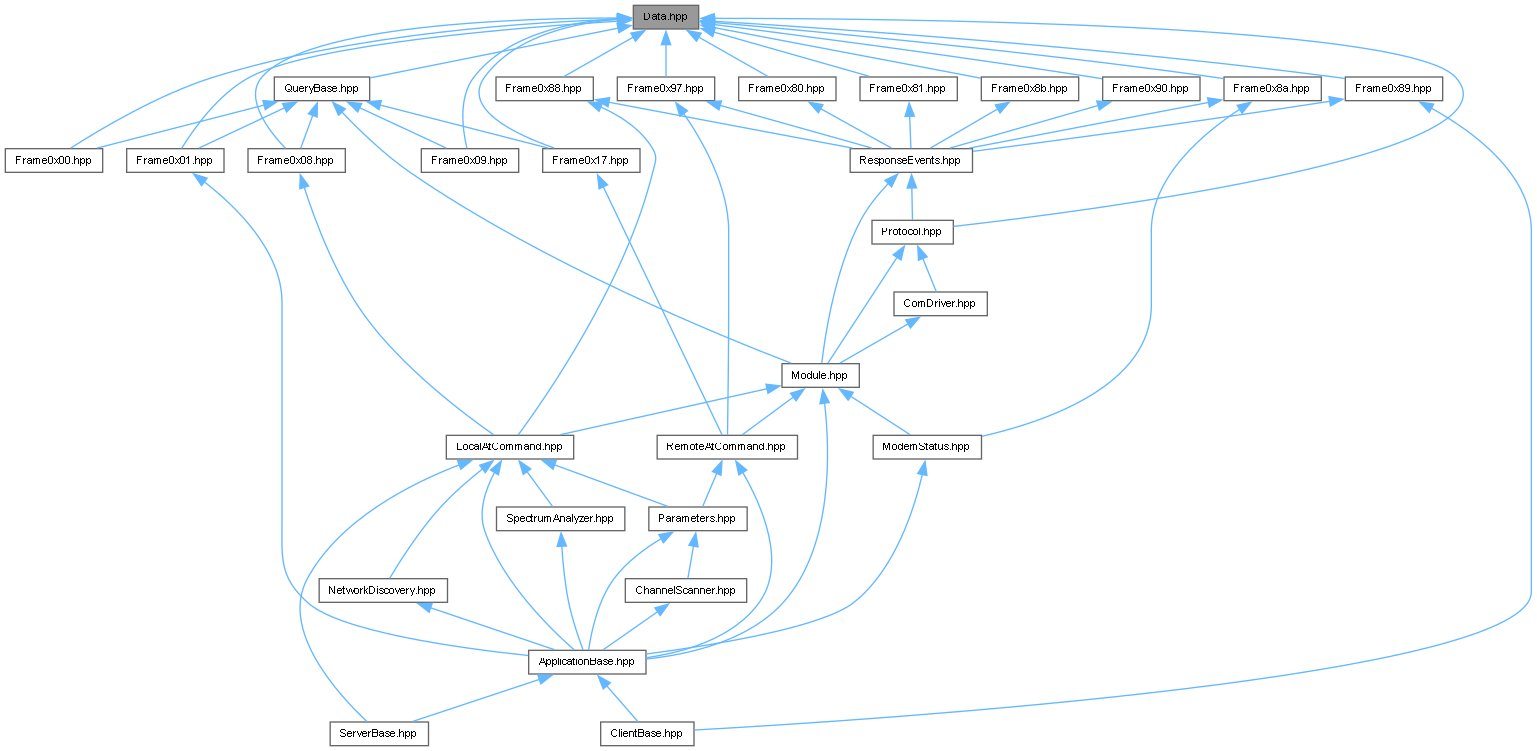 Data.hpp
QueryBase.hpp
Frame0x88.hpp
Frame0x97.hpp
Frame0x80.hpp
Frame0x81.hpp
Frame0x8b.hpp
Frame0x90.hpp
Frame0x8a.hpp
Frame0x89.hpp
Frame0x00.hpp
Frame0x01.hpp
Frame0x08.hpp
Frame0x09.hpp
Frame0x17.hpp
ResponseEvents.hpp
Protocol.hpp
ComDriver.hpp
Module.hpp
LocalAtCommand.hpp
RemoteAtCommand.hpp
ModemStatus.hpp
SpectrumAnalyzer.hpp
Parameters.hpp
NetworkDiscovery.hpp
ChannelScanner.hpp
ApplicationBase.hpp
ServerBase.hpp
ClientBase.hpp